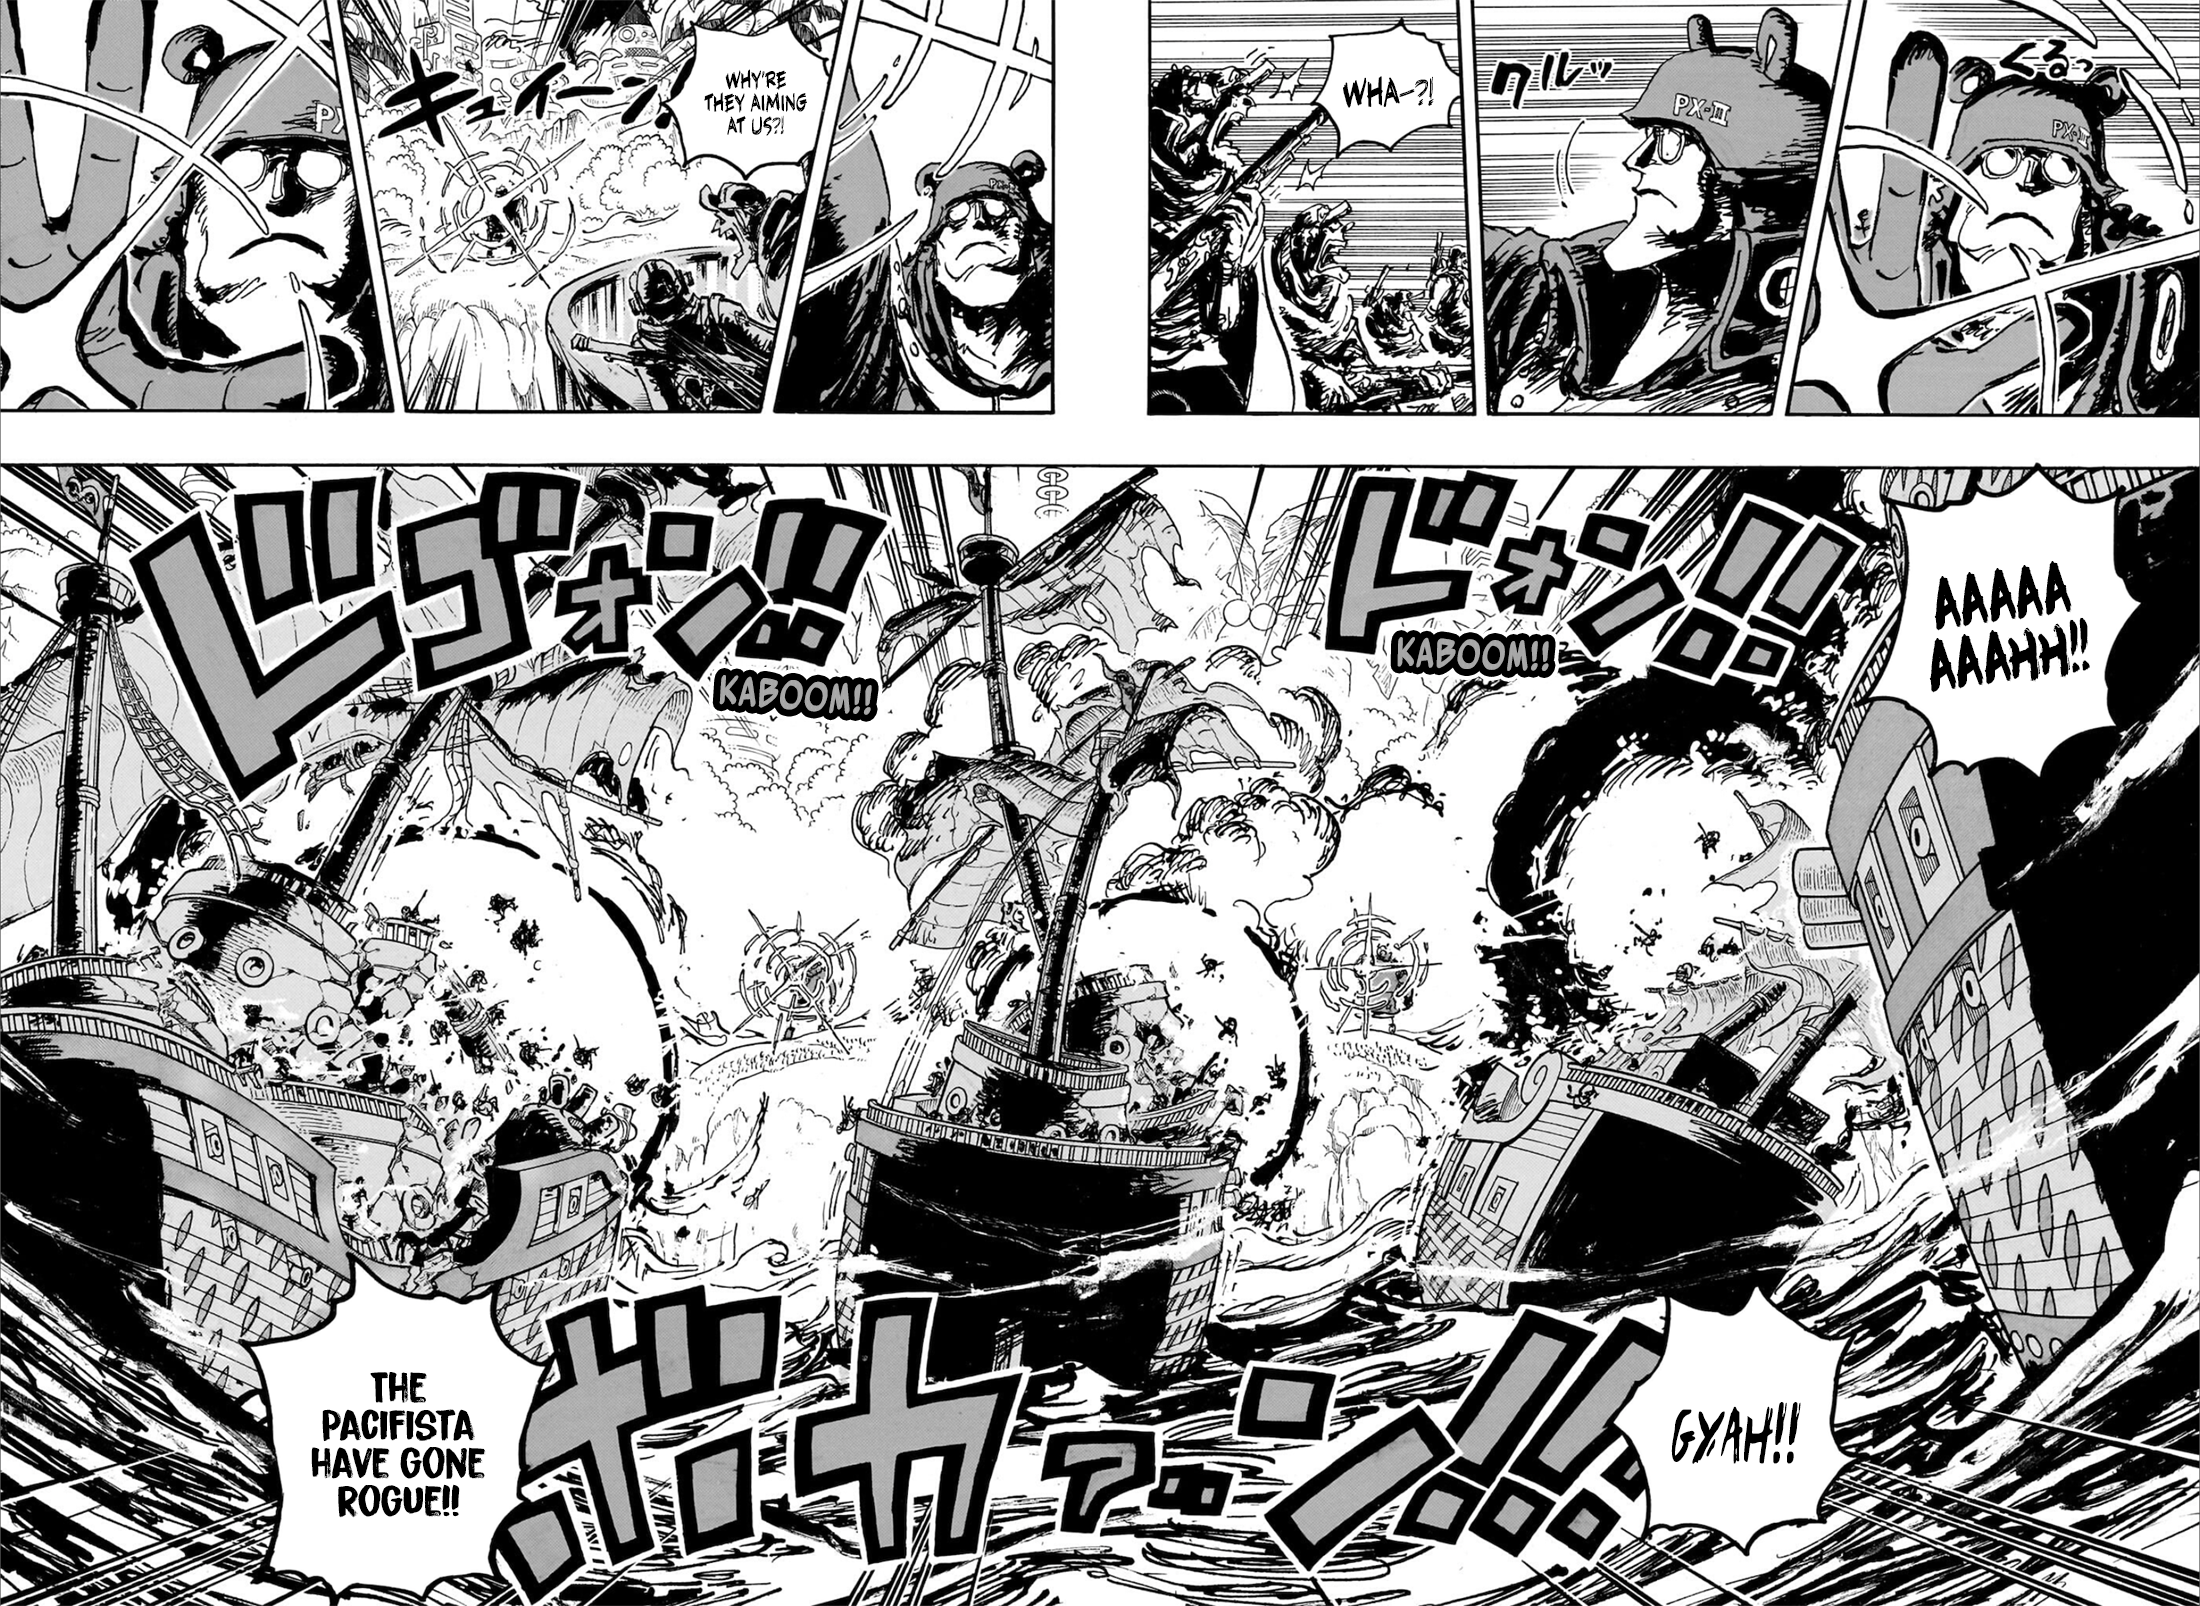 くるっ
PX-II
クルッ
PX-II
WHA-?!
PX-II
WHY'RE
THEY AIMING
AT US?!
キュイーン!
PX
AAAAA
AAAHH!!
ドォン!!
KABOOM!!
ドゴォン!!
KABOOM!!
GYAH!!
ボカァ…ン!!!
THE
PACIFISTA
HAVE GONE
ROGUE!!